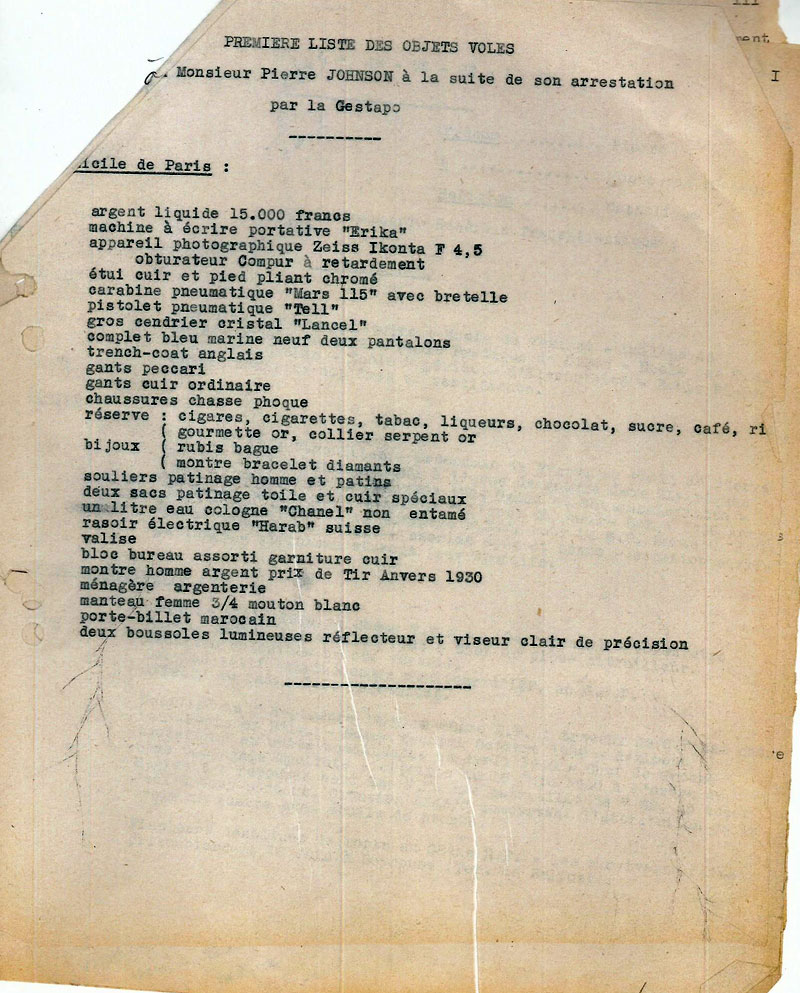 III
ment
I
PREMIERE LISTE DES OBJETS VOLES
à Monsieur Pierre JOHNSON à la suite de son arrestation
par la Gestapo
----------
icile de Paris :
argent liquide 15.000 francs
machine à écrire portative "Erika"
appareil photographique Zeiss Ikonta F 4,5
obturateur Compur à retardement
étui cuir et pied pliant chromé
carabine pneumatique "Mars 115" avec bretelle
pistolet pneumatique "Tell"
gros cendrier cristal "Lancel"
complet bleu marine neuf deux pantalons
trench-coat anglais
gants peccari
gants cuir ordinaire
chaussures chasse phoque
réserve : cigares, cigarettes, tabac, liqueurs, chocolat, sucre, café, ri
( gourmette or, collier serpent or
bijoux ( rubis bague
( montre bracelet diamants
souliers patinage homme et patins
deux sacs patinage toile et cuir spéciaux
un litre eau cologne "Chanel" non entamé
rasoir électrique "Harab" suisse
valise
bloc bureau assorti garniture cuir
montre homme argent prix de Tir Anvers 1930
ménagère argenterie
manteau femme 3/4 mouton blanc
porte-billet marocain
deux boussoles lumineuses réflecteur et viseur clair de précision
--------------------
s
e